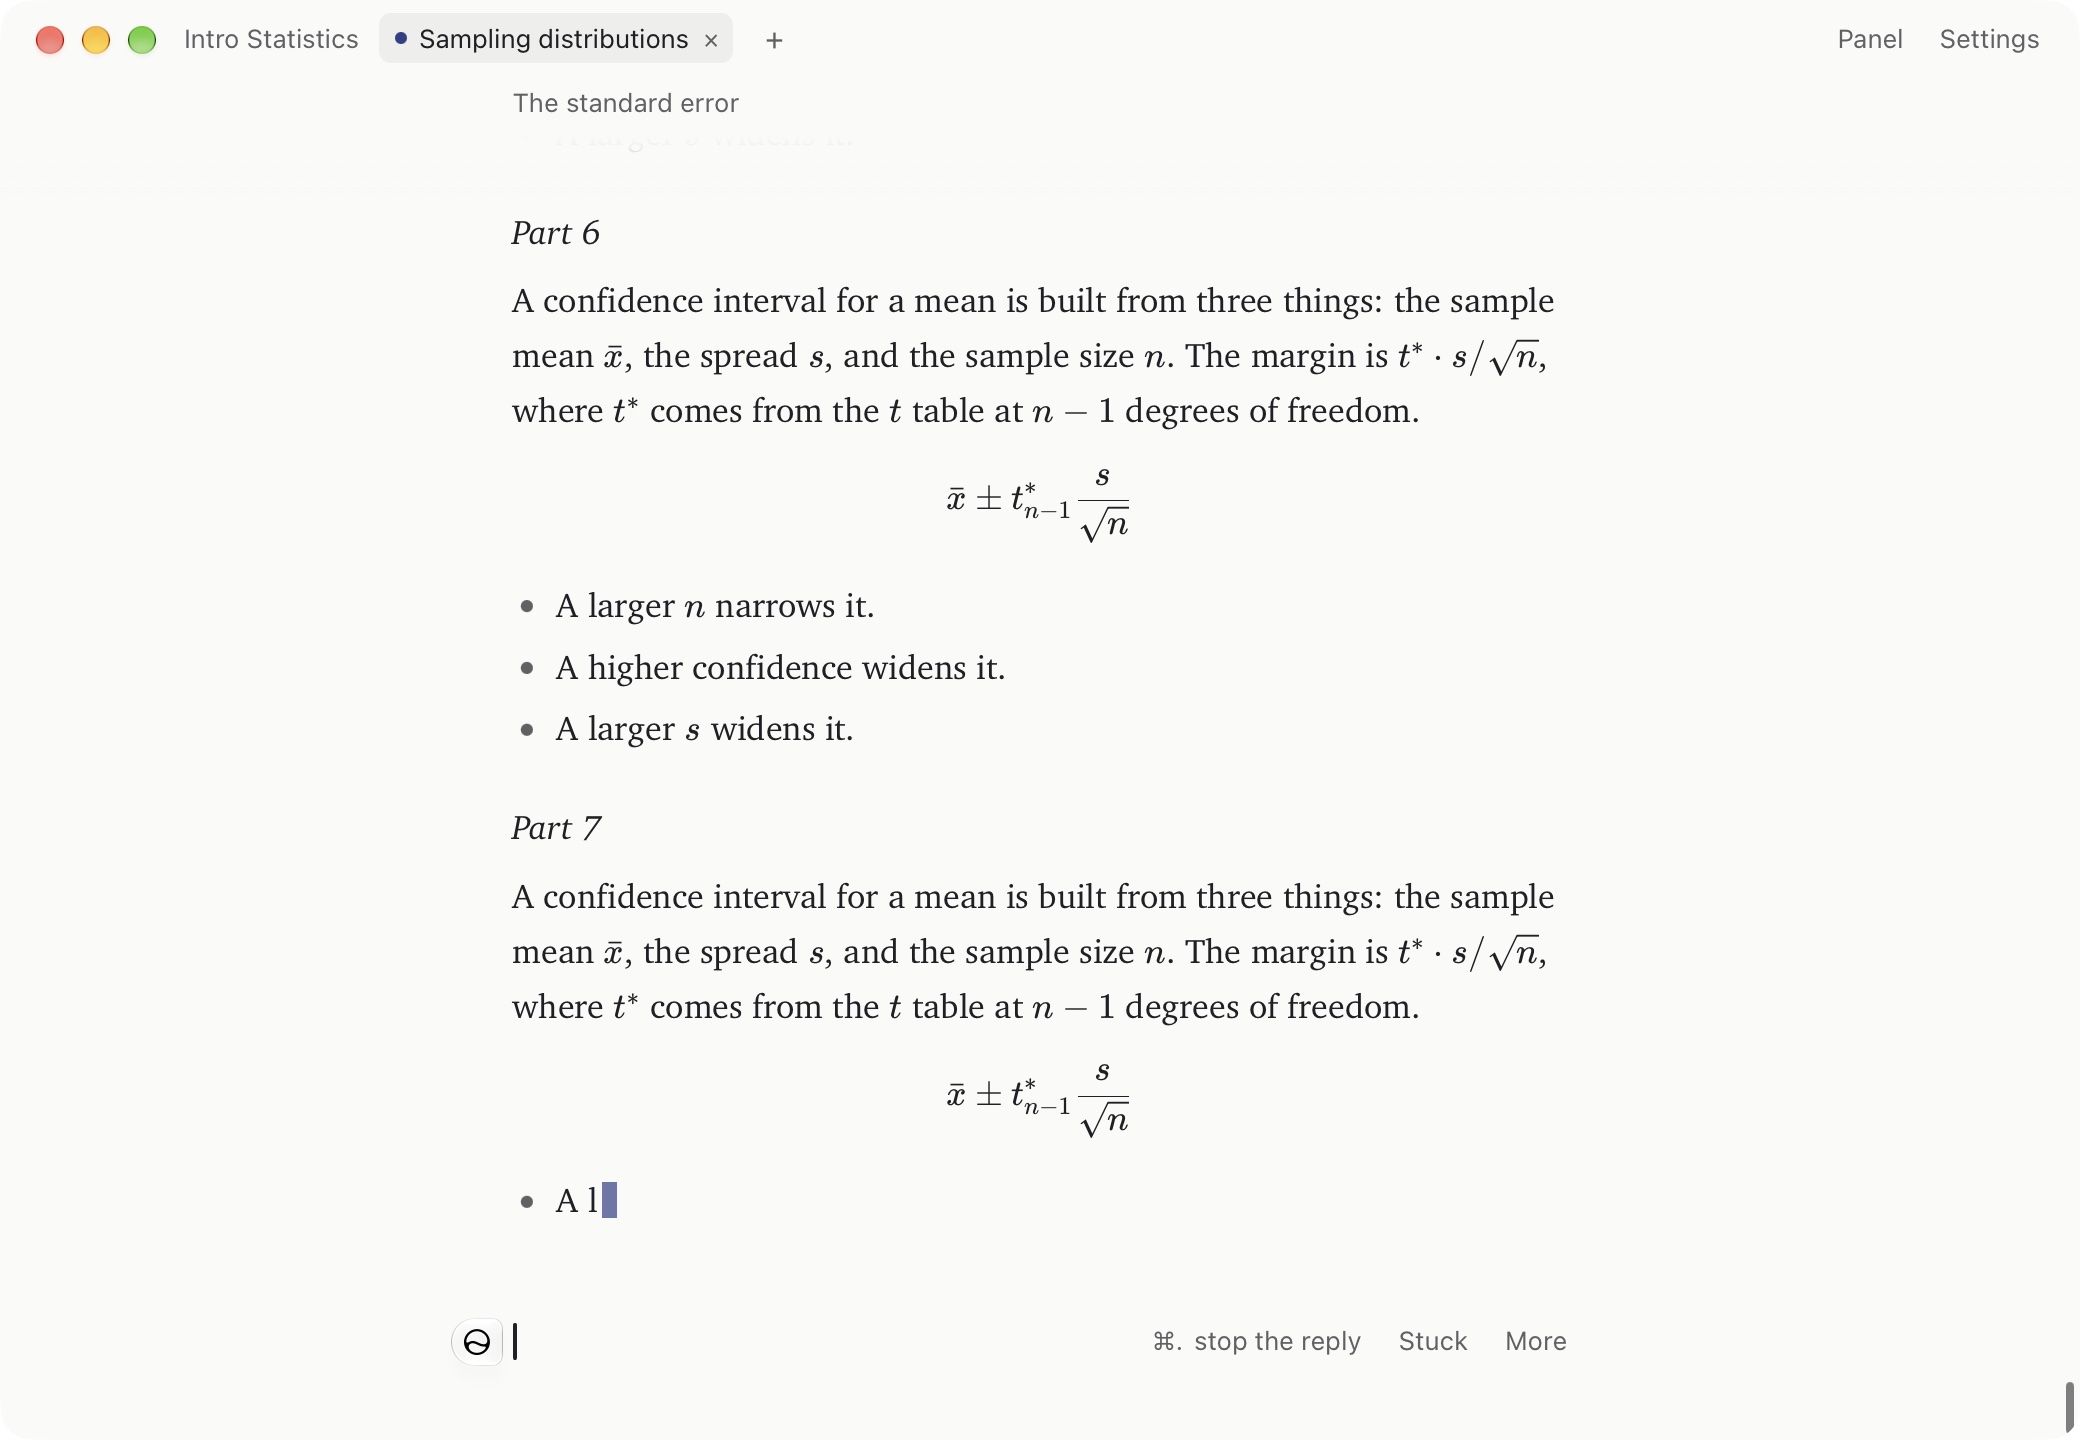 Intro Statistics
Sampling distributions ×
+
Panel
Settings
The standard error
A larger s widens it.
Part 6
A confidence interval for a mean is built from three things: the sample
mean x̄, the spread s, and the sample size n. The margin is t* · s/√n,
where t* comes from the t table at n − 1 degrees of freedom.
x̄ ± t*ₙ₋₁ s/√n
• A larger n narrows it.
• A higher confidence widens it.
• A larger s widens it.
Part 7
A confidence interval for a mean is built from three things: the sample
mean x̄, the spread s, and the sample size n. The margin is t* · s/√n,
where t* comes from the t table at n − 1 degrees of freedom.
x̄ ± t*ₙ₋₁ s/√n
• A l
⌘. stop the reply
Stuck
More